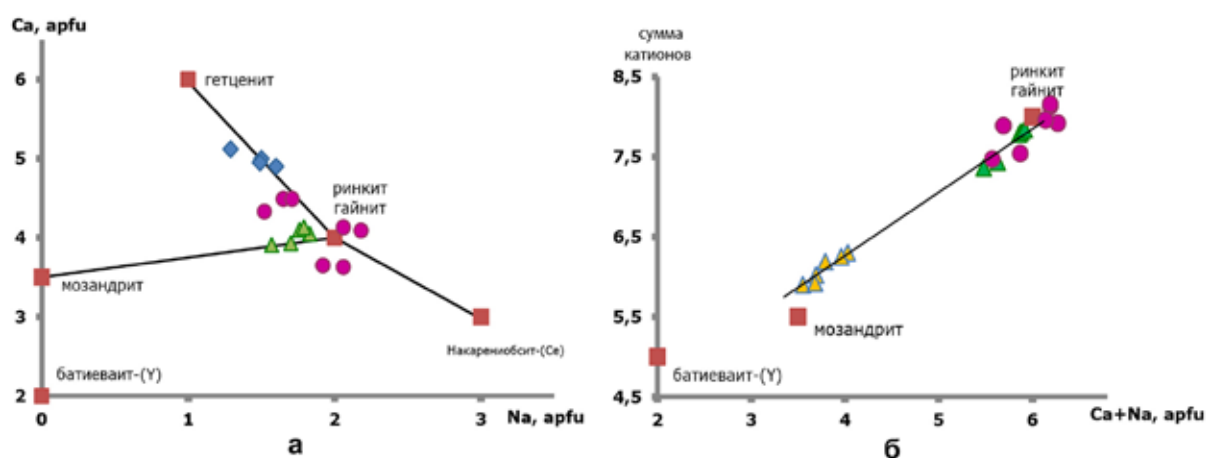 Ca, apfu
6
гетценит
5
ринкит
гайнит
4
мозандрит
3
Накарениобсит-(Ce)
батиеваит-(Y)
2
0
1
2
3
Na, apfu
а
сумма
катионов
8,5
ринкит
гайнит
7,5
6,5
5,5
мозандрит
батиеваит-(Y)
4,5
2
3
4
5
6
Ca+Na, apfu
б